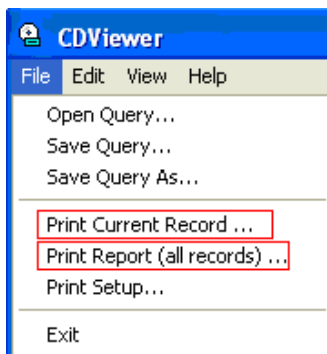 CDViewer
File Edit View Help
Open Query...
Save Query...
Save Query As...
Print Current Record ...
Print Report (all records) ...
Print Setup...
Exit